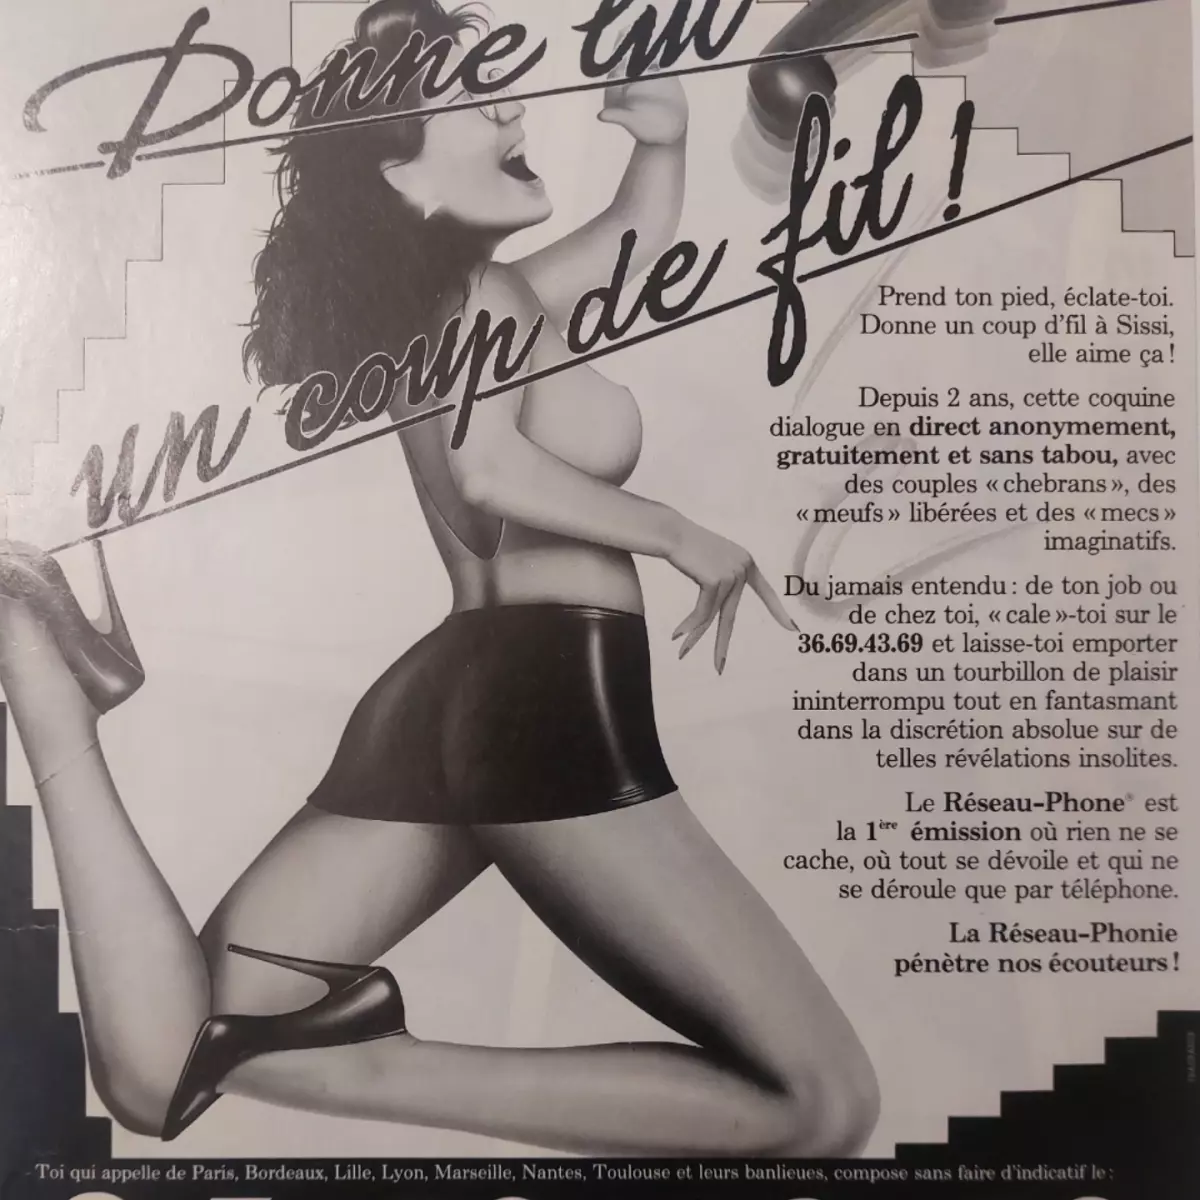 Donne lui
un coup de fil !
Prend ton pied, éclate-toi.
Donne un coup d'fil à Sissi,
elle aime ça !
Depuis 2 ans, cette coquine
dialogue en direct anonymement,
gratuitement et sans tabou, avec
des couples « chebrans », des
« meufs » libérées et des « mecs »
imaginatifs.
Du jamais entendu : de ton job ou
de chez toi, « cale »-toi sur le
36.69.43.69 et laisse-toi emporter
dans un tourbillon de plaisir
ininterrompu tout en fantasmant
dans la discrétion absolue sur de
telles révélations insolites.
Le Réseau-Phone® est
la 1ère émission où rien ne se
cache, où tout se dévoile et qui ne
se déroule que par téléphone.
La Réseau-Phonie
pénètre nos écouteurs !
Toi qui appelle de Paris, Bordeaux, Lille, Lyon, Marseille, Nantes, Toulouse et leurs banlieues, compose sans faire d'indicatif le :